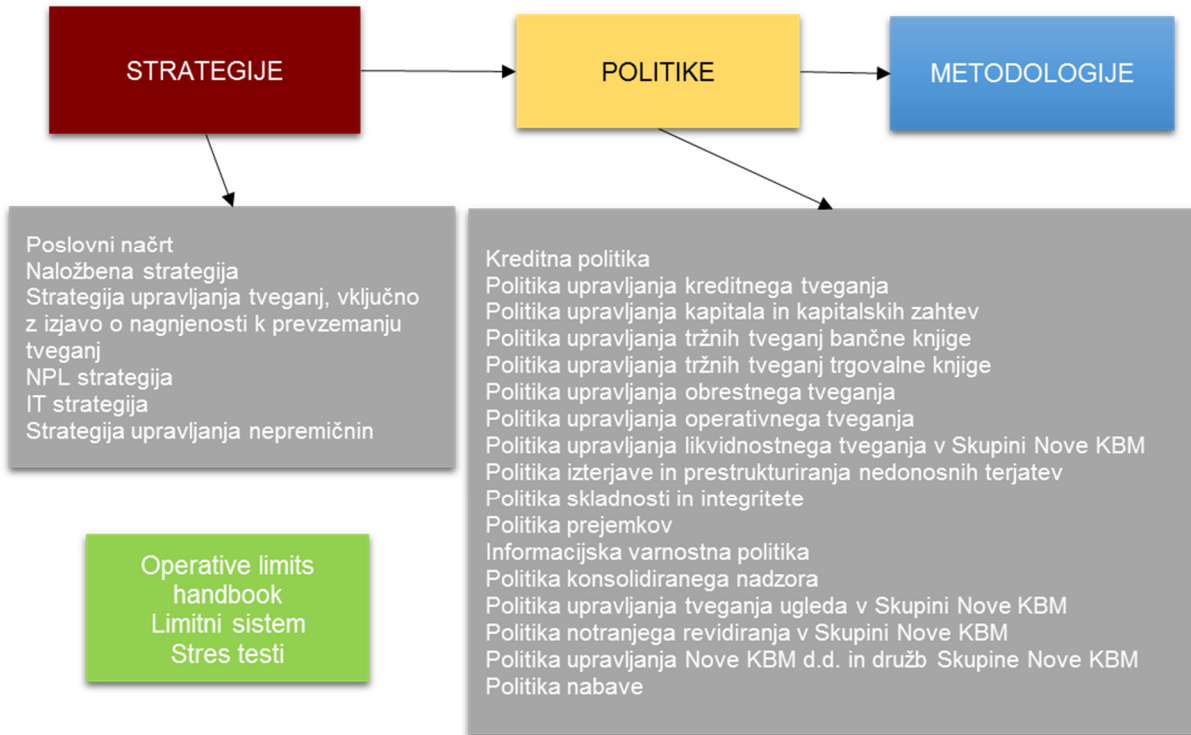 STRATEGIJE
POLITIKE
METODOLOGIJE
Poslovni načrt
Naložbena strategija
Strategija upravljanja tveganj, vključno
z izjavo o nagnjenosti k prevzemanju
tveganj
NPL strategija
IT strategija
Strategija upravljanja nepremičnin
Operative limits
handbook
Limitni sistem
Stres testi
Kreditna politika
Politika upravljanja kreditnega tveganja
Politika upravljanja kapitala in kapitalskih zahtev
Politika upravljanja tržnih tveganj bančne knjige
Politika upravljanja tržnih tveganj trgovalne knjige
Politika upravljanja obrestnega tveganja
Politika upravljanja operativnega tveganja
Politika upravljanja likvidnostnega tveganja v Skupini Nove KBM
Politika izterjave in prestrukturiranja nedonosnih terjatev
Politika skladnosti in integritete
Politika prejemkov
Informacijska varnostna politika
Politika konsolidiranega nadzora
Politika upravljanja tveganja ugleda v Skupini Nove KBM
Politika notranjega revidiranja v Skupini Nove KBM
Politika upravljanja Nove KBM d.d. in družb Skupine Nove KBM
Politika nabave